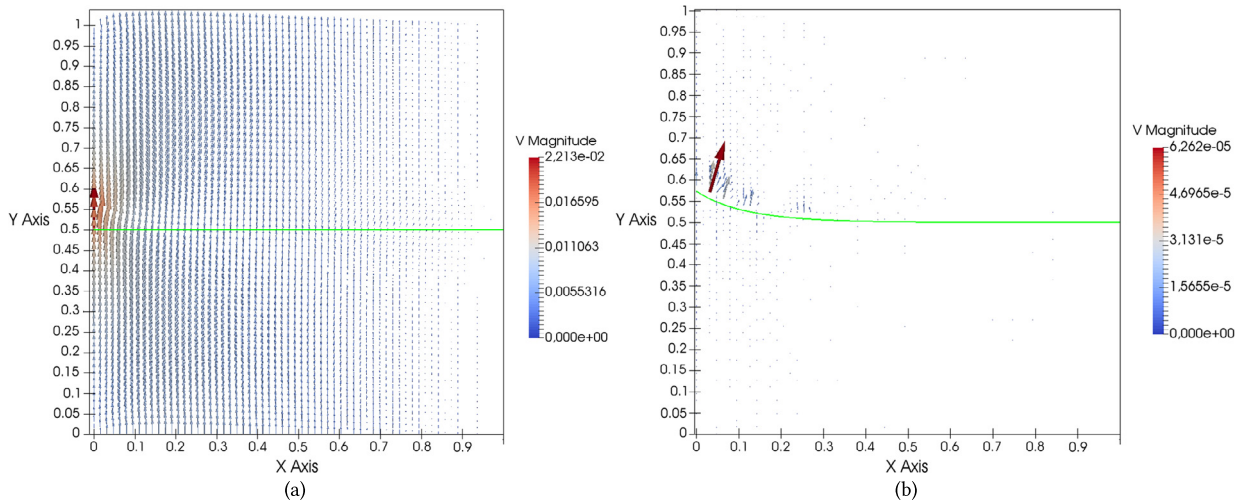 1
0.95
0.9
0.85
0.8
0.75
0.7
0.65
0.6
0.55
Y Axis 0.5
0.45
0.4
0.35
0.3
0.25
0.2
0.15
0.1
0.05
0
0 0.1 0.2 0.3 0.4 0.5 0.6 0.7 0.8 0.9
X Axis
V Magnitude
2,213e-02
0,016595
0,011063
0,0055316
0,000e+00
(a)
1
0.95
0.9
0.85
0.8
0.75
0.7
0.65
0.6
0.55
Y Axis 0.5
0.45
0.4
0.35
0.3
0.25
0.2
0.15
0.1
0.05
0
0 0.1 0.2 0.3 0.4 0.5 0.6 0.7 0.8 0.9
X Axis
V Magnitude
6,262e-05
4,6965e-5
3,131e-5
1,5655e-5
0,000e+00
(b)